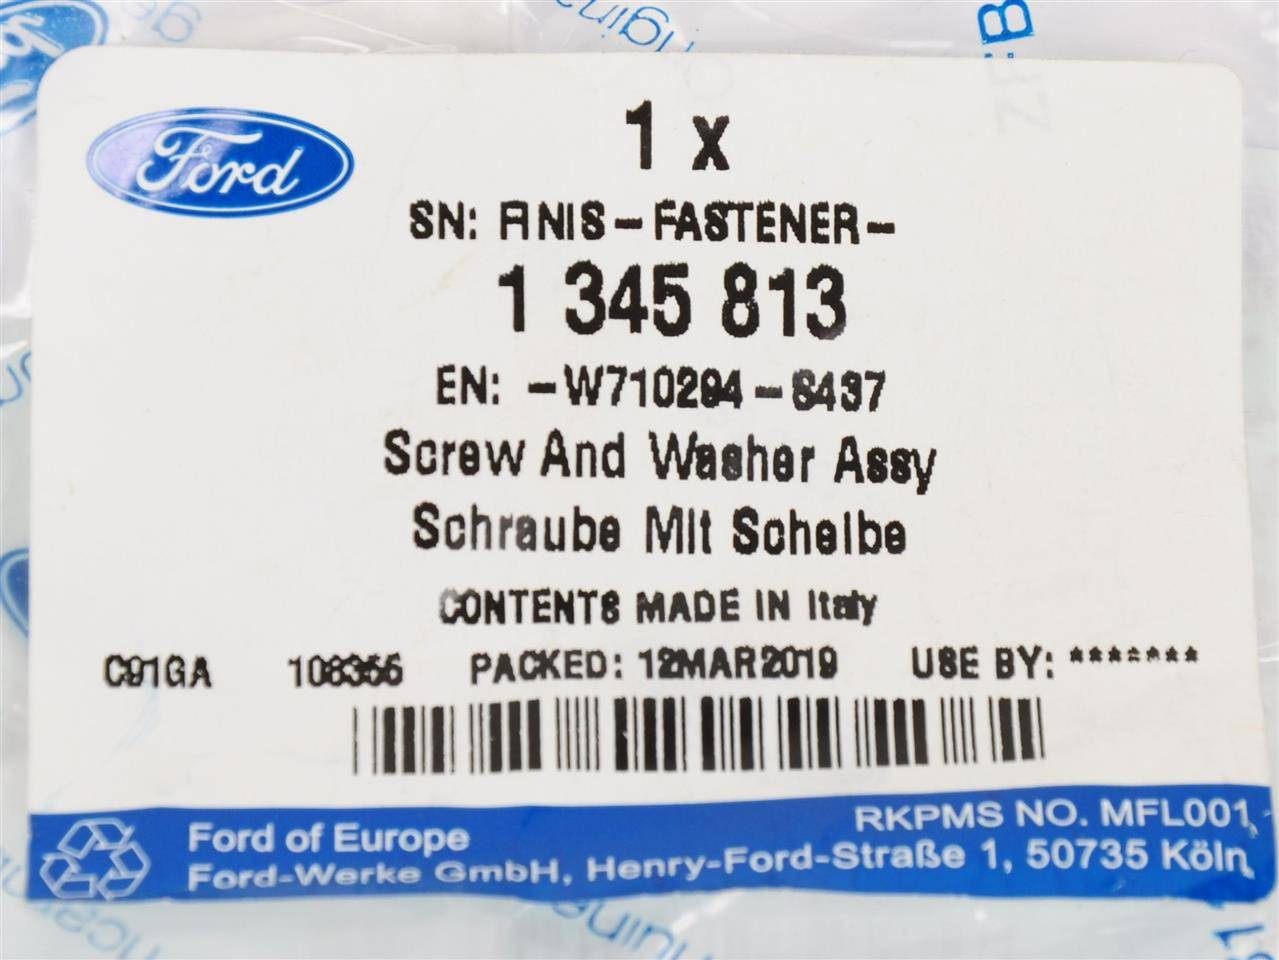 Ford
1 x
SN: FINIS-FASTENER-
1 345 813
EN: -W710294-S437
Screw And Washer Assy
Schraube Mit Scheibe
CONTENTS MADE IN Italy
C91GA 108356 PACKED: 12MAR2019 USE BY: *******
RKPMS NO. MFL001
Ford of Europe
Ford-Werke GmbH, Henry-Ford-Straße 1, 50735 Köln